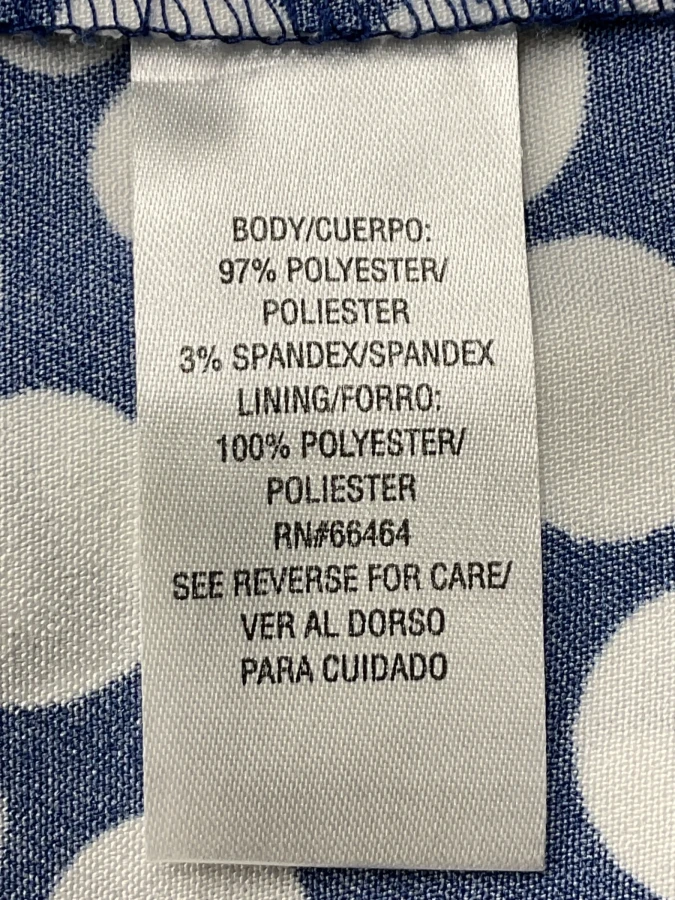 BODY/CUERPO:
97% POLYESTER/
POLIESTER
3% SPANDEX/SPANDEX
LINING/FORRO:
100% POLYESTER/
POLIESTER
RN#66464
SEE REVERSE FOR CARE/
VER AL DORSO
PARA CUIDADO